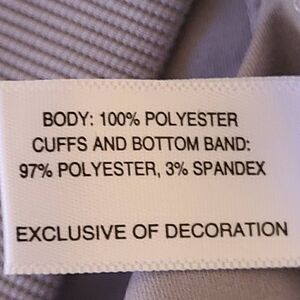 BODY: 100% POLYESTER
CUFFS AND BOTTOM BAND:
97% POLYESTER, 3% SPANDEX
EXCLUSIVE OF DECORATION